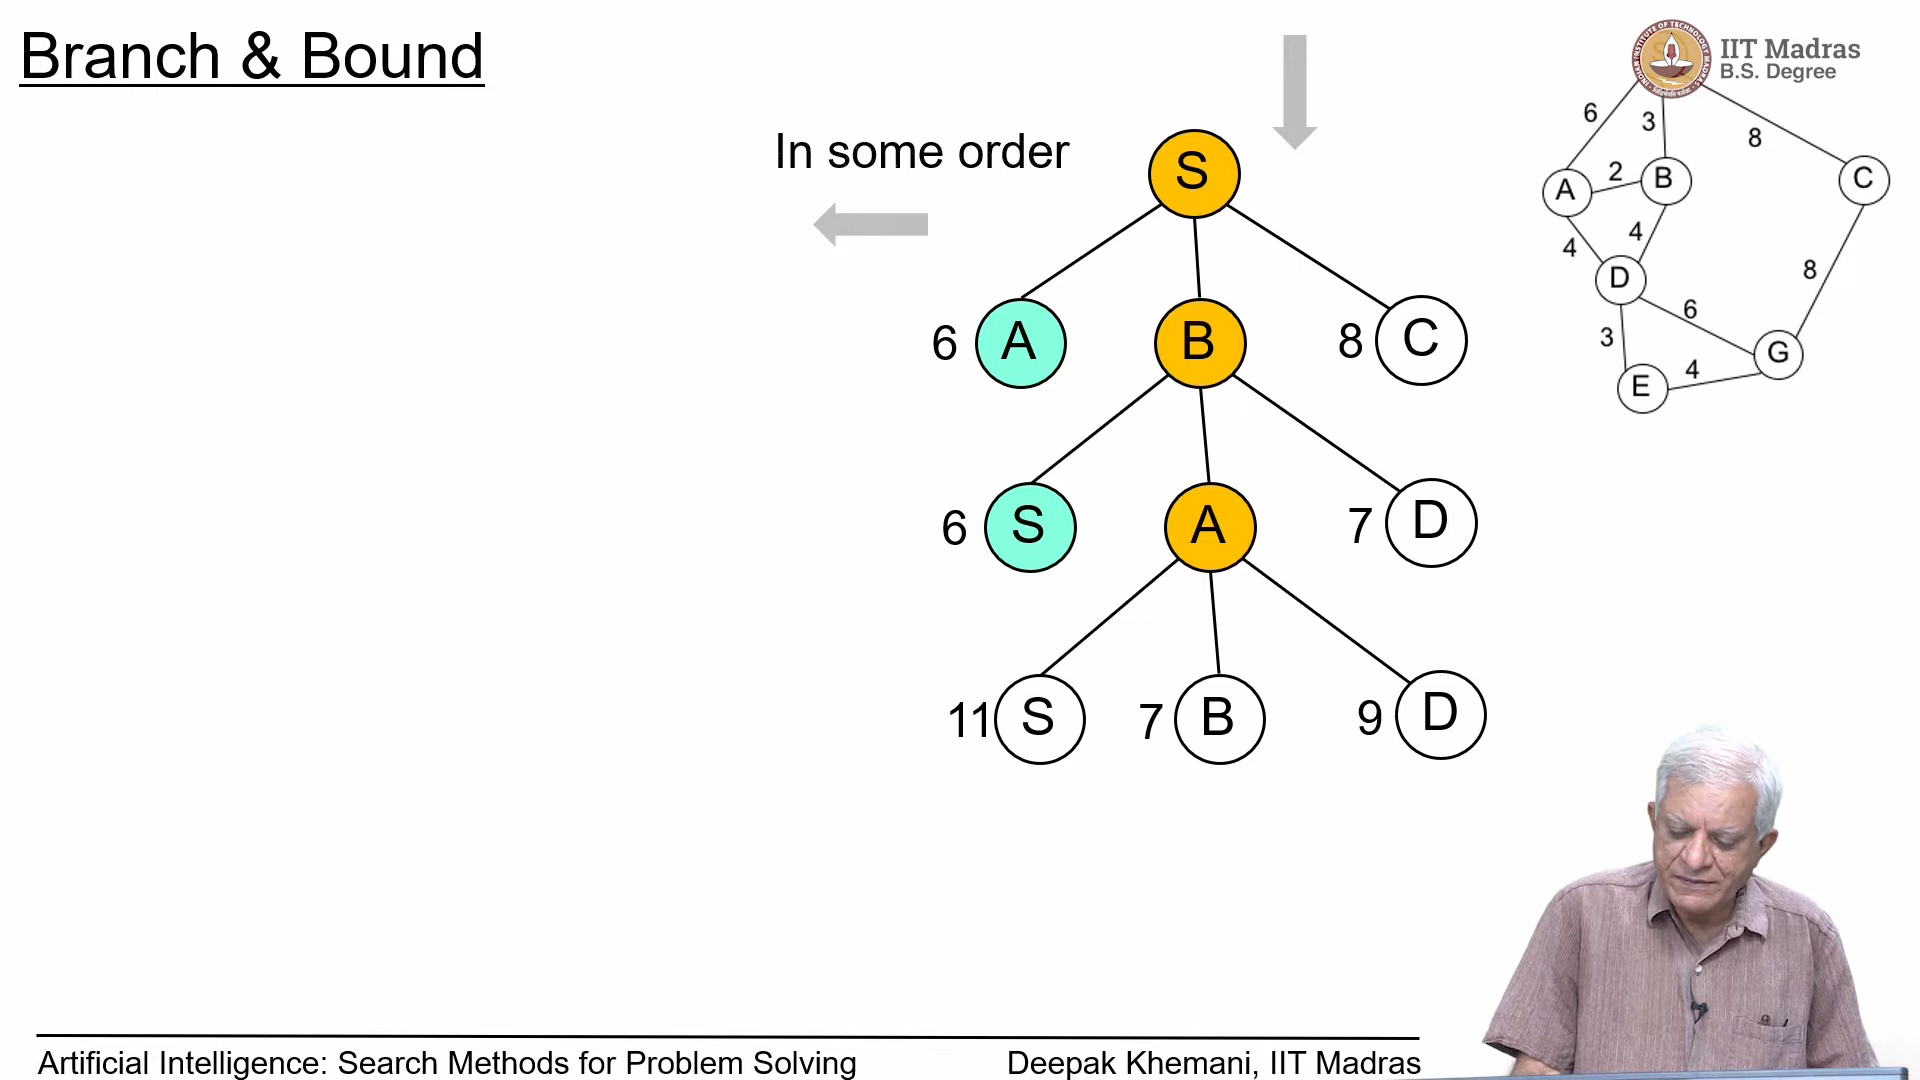 Branch & Bound
IIT Madras
B.S. Degree
In some order
S
6 A
B
8 C
6 S
A
7 D
11 S
7 B
9 D
6
3
8
A
2
B
C
4
4
D
8
6
3
G
4
E
Artificial Intelligence: Search Methods for Problem Solving
Deepak Khemani, IIT Madras